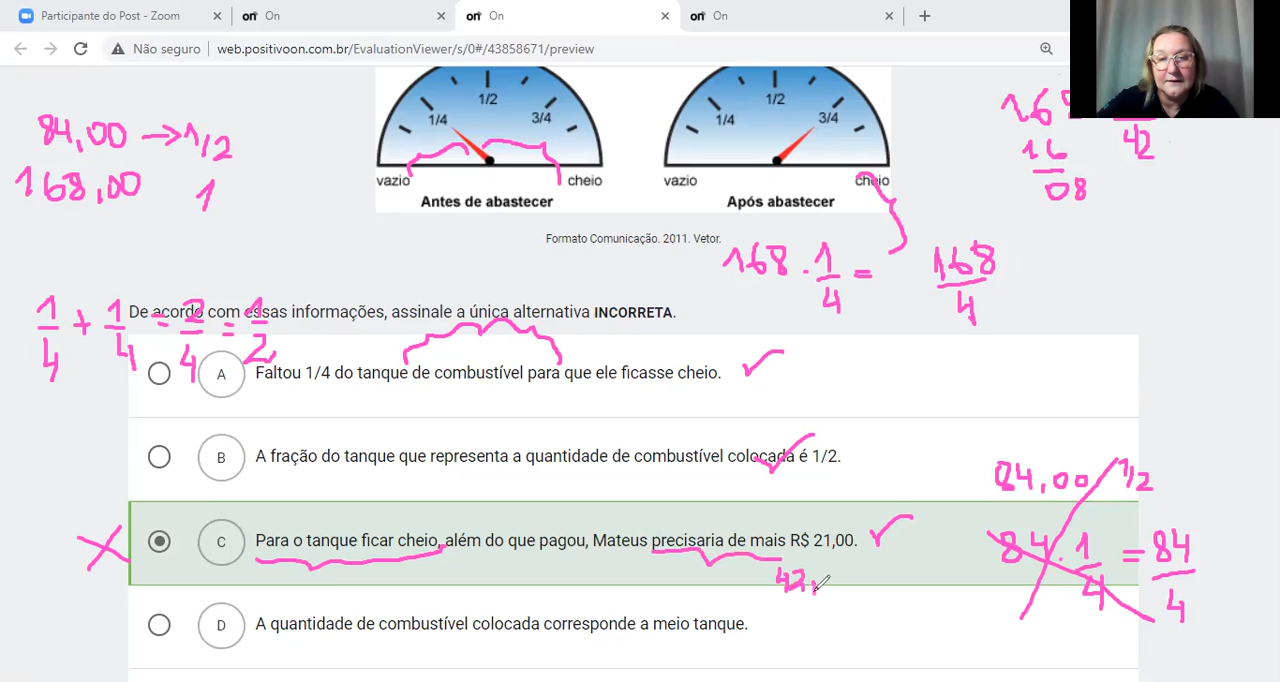 Participante do Post - Zoom × on On × on On × on On × +
Não seguro | web.positivoon.com.br/EvaluationViewer/s/0#/43858671/preview
1/4 1/2 3/4 1/4 1/2 3/4
vazio cheio vazio cheio
Antes de abastecer Após abastecer
84,00 → 1/2
168,00 1
16
08
42
Formato Comunicação. 2011. Vetor.
168 . 1/4 = 168/4
De acordo com essas informações, assinale a única alternativa INCORRETA.
1/4 + 1/4 = 2/4 = 1/2
A Faltou 1/4 do tanque de combustível para que ele ficasse cheio.
B A fração do tanque que representa a quantidade de combustível colocada é 1/2.
84,00 1/2
C Para o tanque ficar cheio, além do que pagou, Mateus precisaria de mais R$ 21,00.
84 . 1/4 = 84/4
42,
D A quantidade de combustível colocada corresponde a meio tanque.